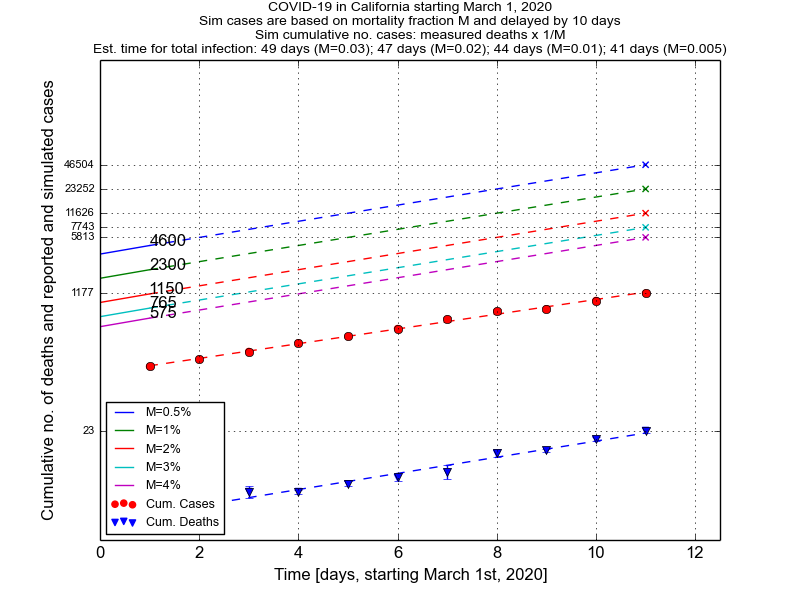 COVID-19 in California starting March 1, 2020
Sim cases are based on mortality fraction M and delayed by 10 days
Sim cumulative no. cases: measured deaths x 1/M
Est. time for total infection: 49 days (M=0.03); 47 days (M=0.02); 44 days (M=0.01); 41 days (M=0.005)
Cumulative no. of deaths and reported and simulated cases
46504
23252
11626
7743
5813
1177
23
4600
2300
1150
765
575
M=0.5%
M=1%
M=2%
M=3%
M=4%
Cum. Cases
Cum. Deaths
0 2 4 6 8 10 12
Time [days, starting March 1st, 2020]